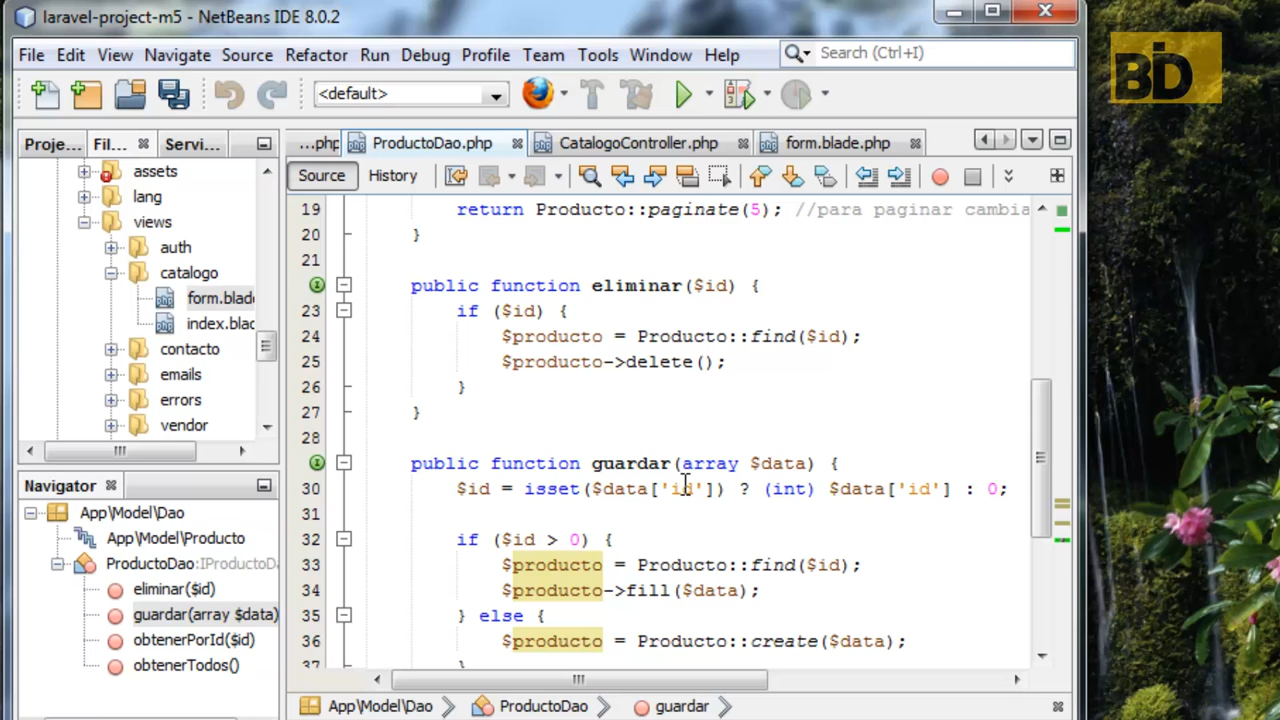 laravel-project-m5 - NetBeans IDE 8.0.2
File Edit View Navigate Source Refactor Run Debug Profile Team Tools Window Help
Search (Ctrl+I)
BD
<default>
Proje... Fil... Servi...
...php ProductoDao.php CatalogoController.php form.blade.php
Source History
assets
lang
views
auth
catalogo
form.blad
index.blad
contacto
emails
errors
vendor
Navigator
App\Model\Dao
App\Model\Producto
ProductoDao:IProductoDa
eliminar($id)
guardar(array $data)
obtenerPorId($id)
obtenerTodos()
19 return Producto::paginate(5); //para paginar cambia
20 }
21
public function eliminar($id) {
23 if ($id) {
24 $producto = Producto::find($id);
25 $producto->delete();
26 }
27 }
28
public function guardar(array $data) {
30 $id = isset($data['id']) ? (int) $data['id'] : 0;
31
32 if ($id > 0) {
33 $producto = Producto::find($id);
34 $producto->fill($data);
35 } else {
36 $producto = Producto::create($data);
37 }
App\Model\Dao ProductoDao guardar